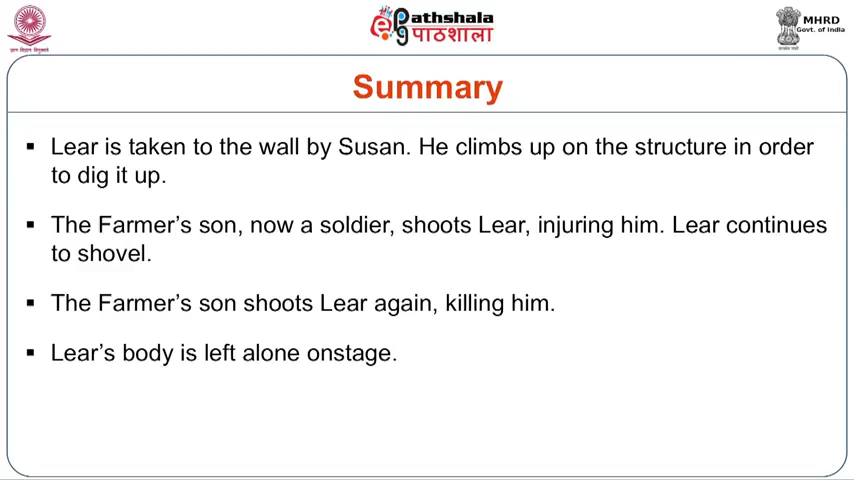 ePgPathshala
पाठशाला
MHRD
Govt. of India
Summary
▪ Lear is taken to the wall by Susan. He climbs up on the structure in order
to dig it up.
▪ The Farmer’s son, now a soldier, shoots Lear, injuring him. Lear continues
to shovel.
▪ The Farmer’s son shoots Lear again, killing him.
▪ Lear’s body is left alone onstage.